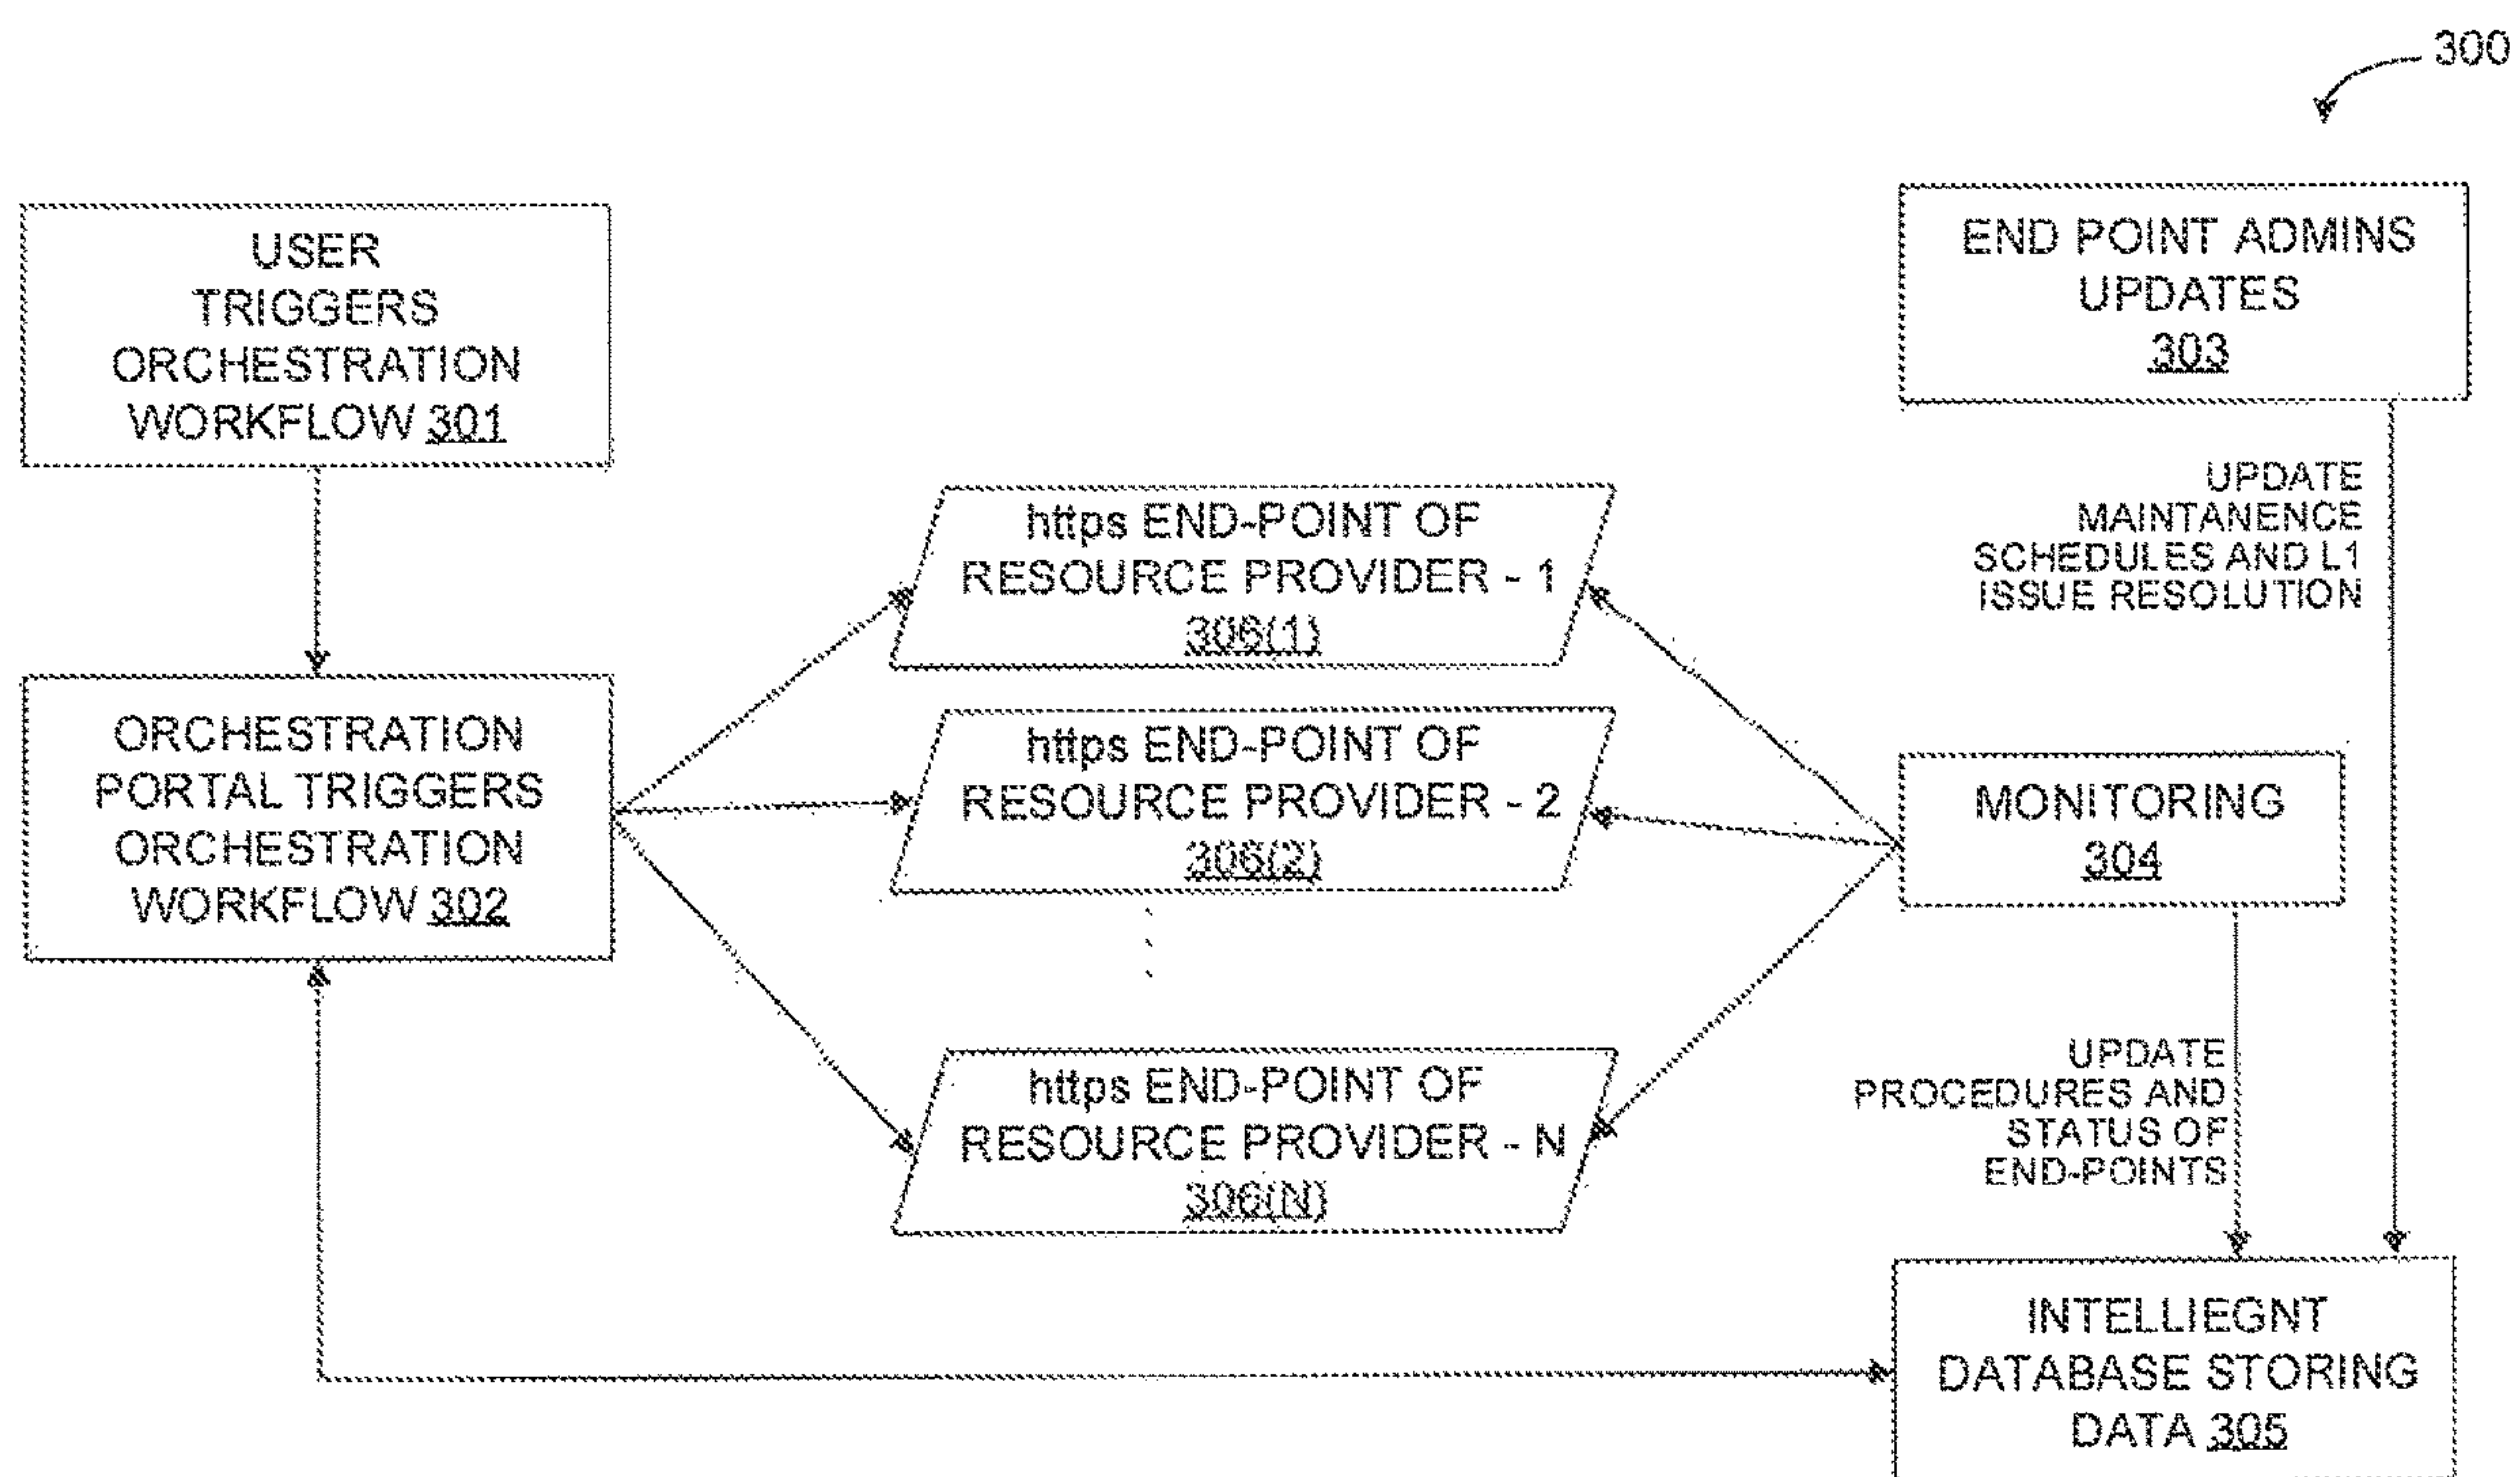 300
USER
TRIGGERS
ORCHESTRATION
WORKFLOW 301
END POINT ADMINS
UPDATES
303
UPDATE
MAINTANENCE
SCHEDULES AND L1
ISSUE RESOLUTION
https END-POINT OF
RESOURCE PROVIDER - 1
306(1)
ORCHESTRATION
PORTAL TRIGGERS
ORCHESTRATION
WORKFLOW 302
https END-POINT OF
RESOURCE PROVIDER - 2
306(2)
MONITORING
304
https END-POINT OF
RESOURCE PROVIDER - N
306(N)
UPDATE
PROCEDURES AND
STATUS OF
END-POINTS
INTELLIEGNT
DATABASE STORING
DATA 305